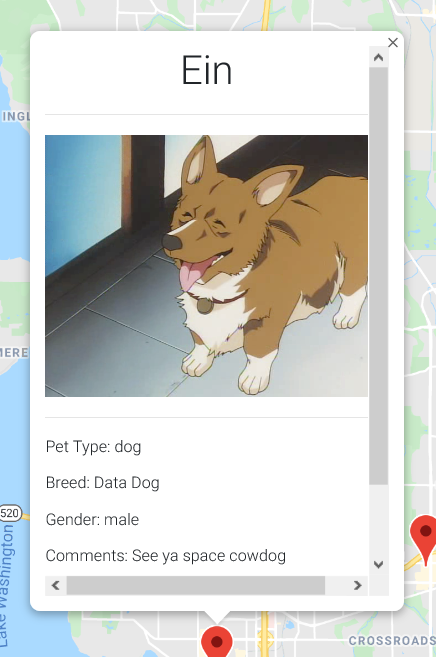 Ein
INGL
MERE
Pet Type: dog
Breed: Data Dog
Gender: male
Comments: See ya space cowdog
520
Lake Washington
CROSSROADS